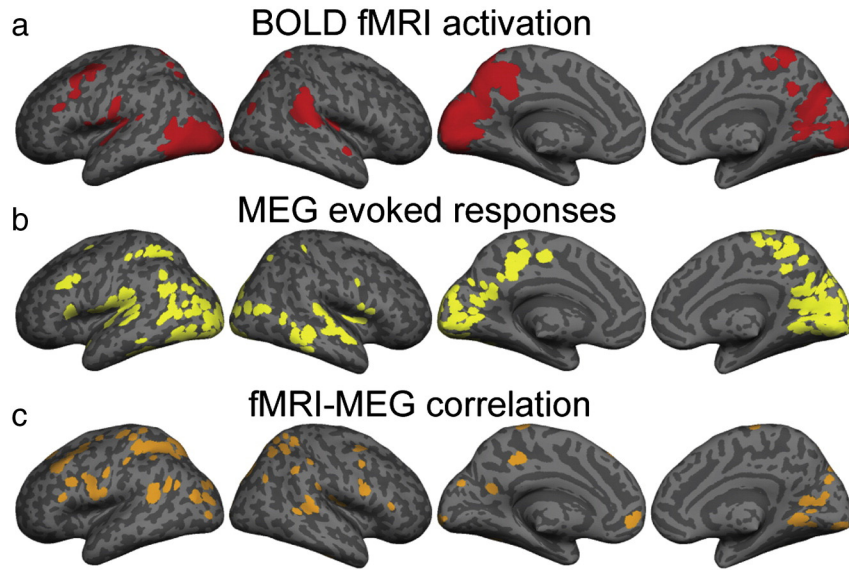 a
BOLD fMRI activation
b
MEG evoked responses
c
fMRI-MEG correlation